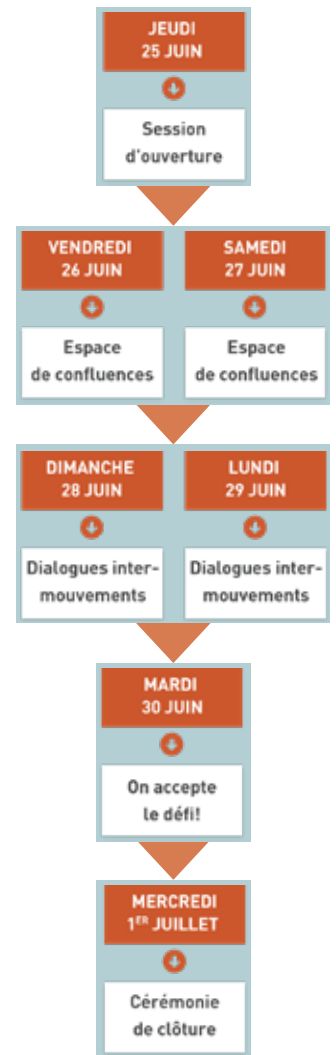 JEUDI
25 JUIN
Session
d'ouverture
VENDREDI
26 JUIN
Espace
de confluences
SAMEDI
27 JUIN
Espace
de confluences
DIMANCHE
28 JUIN
Dialogues inter-
mouvements
LUNDI
29 JUIN
Dialogues inter-
mouvements
MARDI
30 JUIN
On accepte
le défi!
MERCREDI
1ER JUILLET
Cérémonie
de clôture